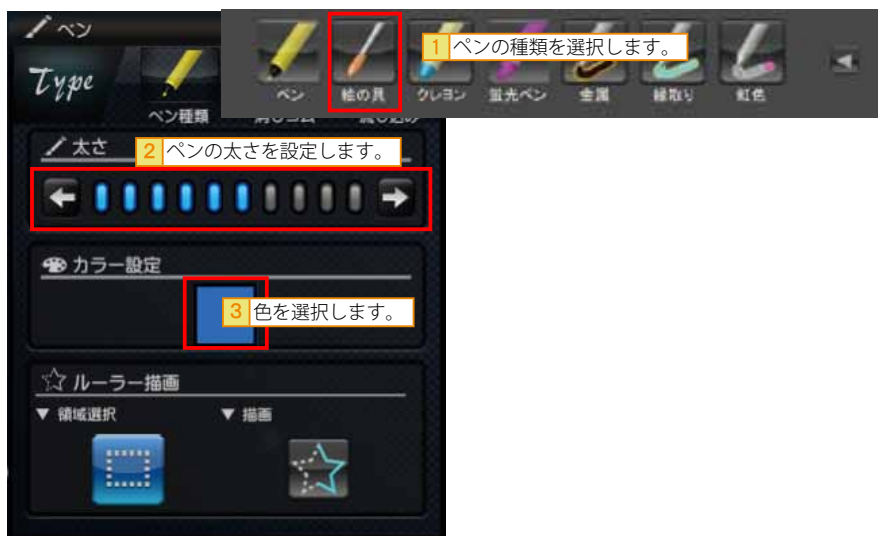 ペン
Type
ペン種類
ペン
絵の具
クレヨン
蛍光ペン
金属
縁取り
虹色
1 ペンの種類を選択します。
太さ
2 ペンの太さを設定します。
カラー設定
3 色を選択します。
ルーラー描画
▼ 領域選択
▼ 描画